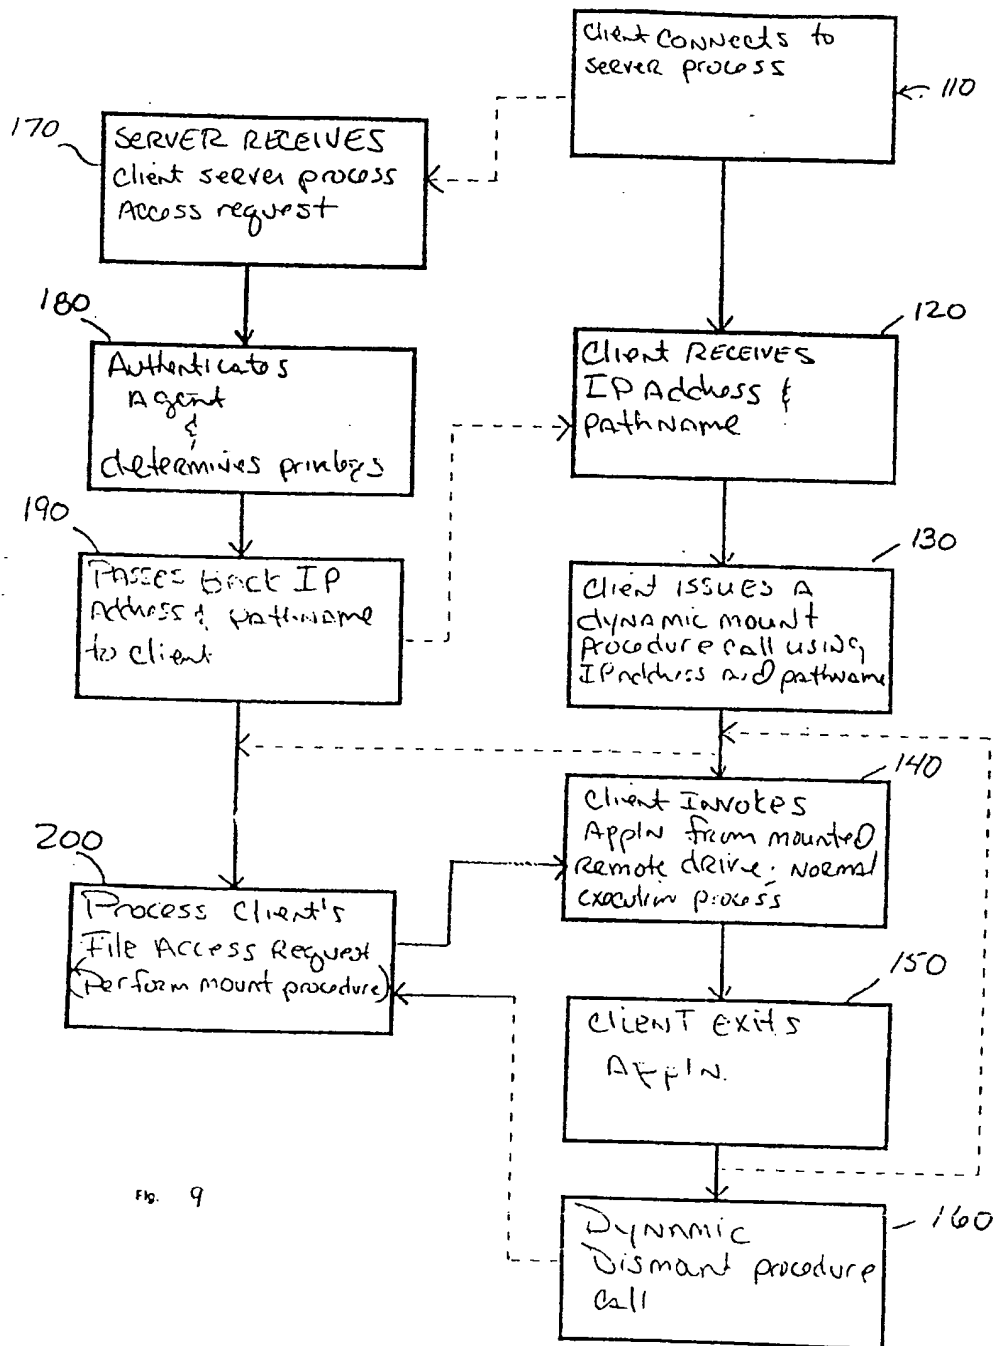 Client connects to
server process
110
170
SERVER RECEIVES
Client server process
Access request
180
Authenticates
Agent
&
determines privleges
120
Client RECEIVES
IP Address &
PATHNAME
190
PASSES back IP
Address & pathname
to client
130
Client ISSUES A
dynamic mount
procedure call using
IP address and pathname
140
Client Invokes
Appln from mounted
Remote drive; normal
execution process
200
Process Client's
File Access Request
(Perform mount procedure)
150
CLIENT EXITS
Appln.
160
Dynamic
Dismant procedure
call
Fig. 9